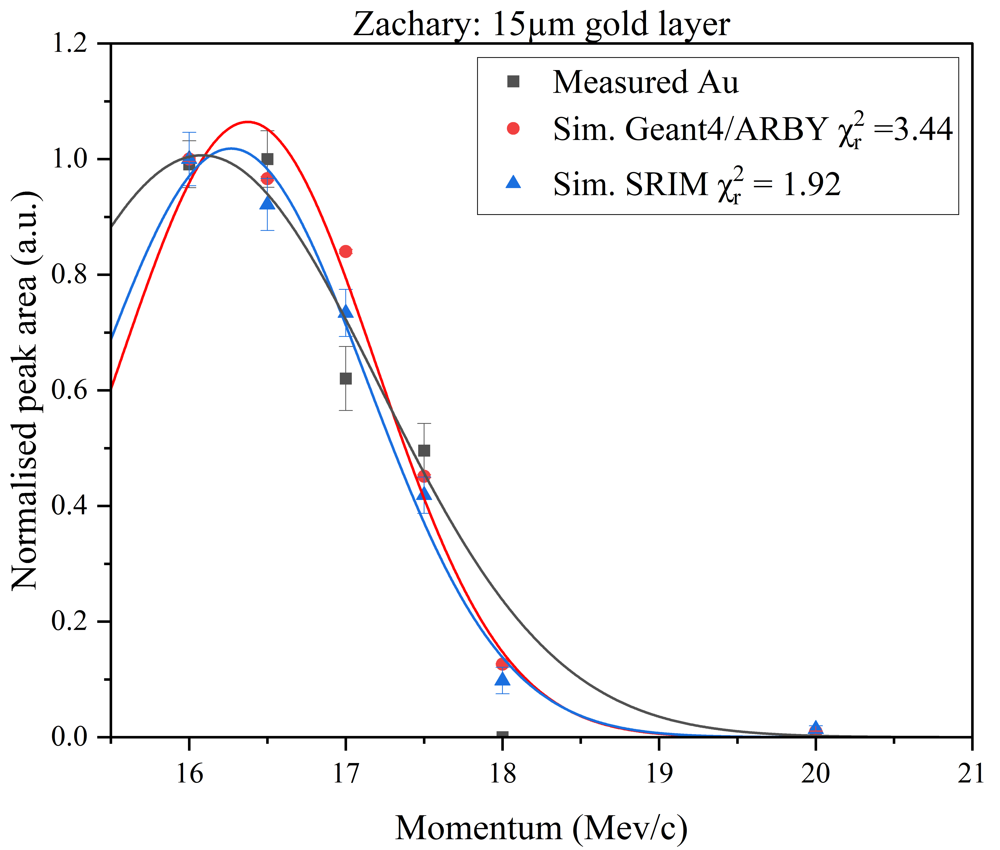 Zachary: 15μm gold layer
Measured Au
Sim. Geant4/ARBY χr² =3.44
Sim. SRIM χr² = 1.92
Normalised peak area (a.u.)
1.2
1.0
0.8
0.6
0.4
0.2
0.0
16 17 18 19 20 21
Momentum (Mev/c)